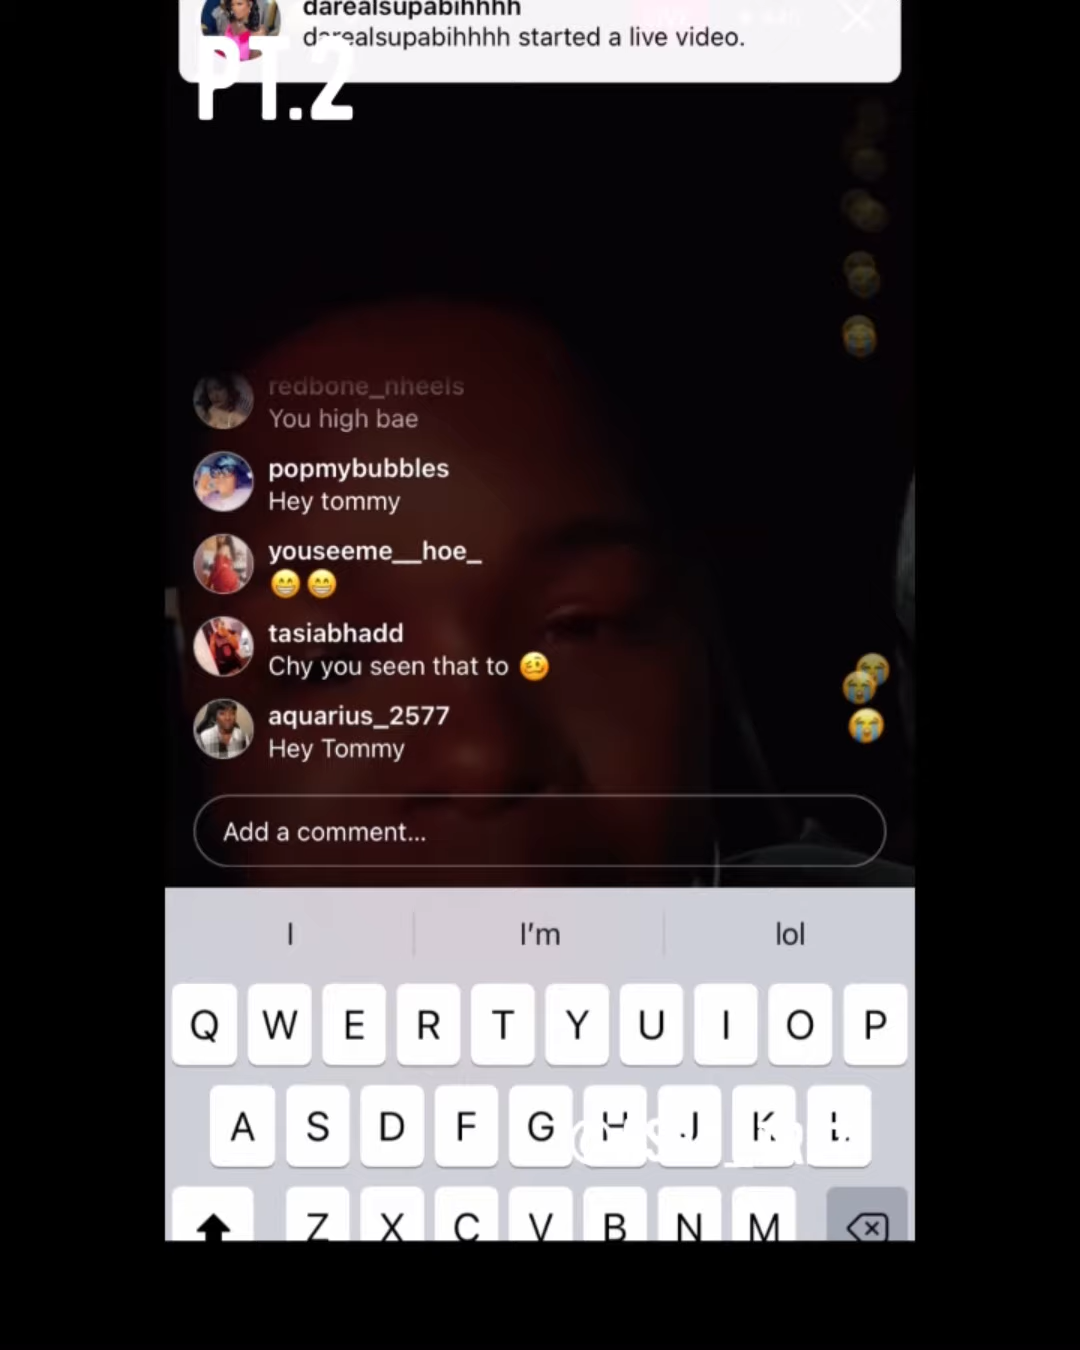 darealsupabihhhh
darealsupabihhhh started a live video.
PT.2
redbone_nheels
You high bae
popmybubbles
Hey tommy
youseeme__hoe_
😁😁
tasiabhadd
Chy you seen that to 🥴
aquarius_2577
Hey Tommy
Add a comment...
I I'm lol
Q W E R T Y U I O P
A S D F G H J K L
Z X C V B N M